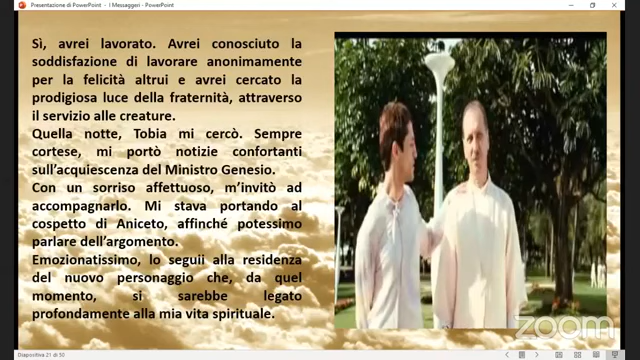 Presentazione di PowerPoint - I Messaggeri - PowerPoint
Sì, avrei lavorato. Avrei conosciuto la
soddisfazione di lavorare anonimamente
per la felicità altrui e avrei cercato la
prodigiosa luce della fraternità, attraverso
il servizio alle creature.
Quella notte, Tobia mi cercò. Sempre
cortese, mi portò notizie confortanti
sull'acquiescenza del Ministro Genesio.
Con un sorriso affettuoso, m'invitò ad
accompagnarlo. Mi stava portando al
cospetto di Aniceto, affinché potessimo
parlare dell'argomento.
Emozionatissimo, lo seguii alla residenza
del nuovo personaggio che, da quel
momento, si sarebbe legato
profondamente alla mia vita spirituale.
zoom
Diapositiva 21 di 50